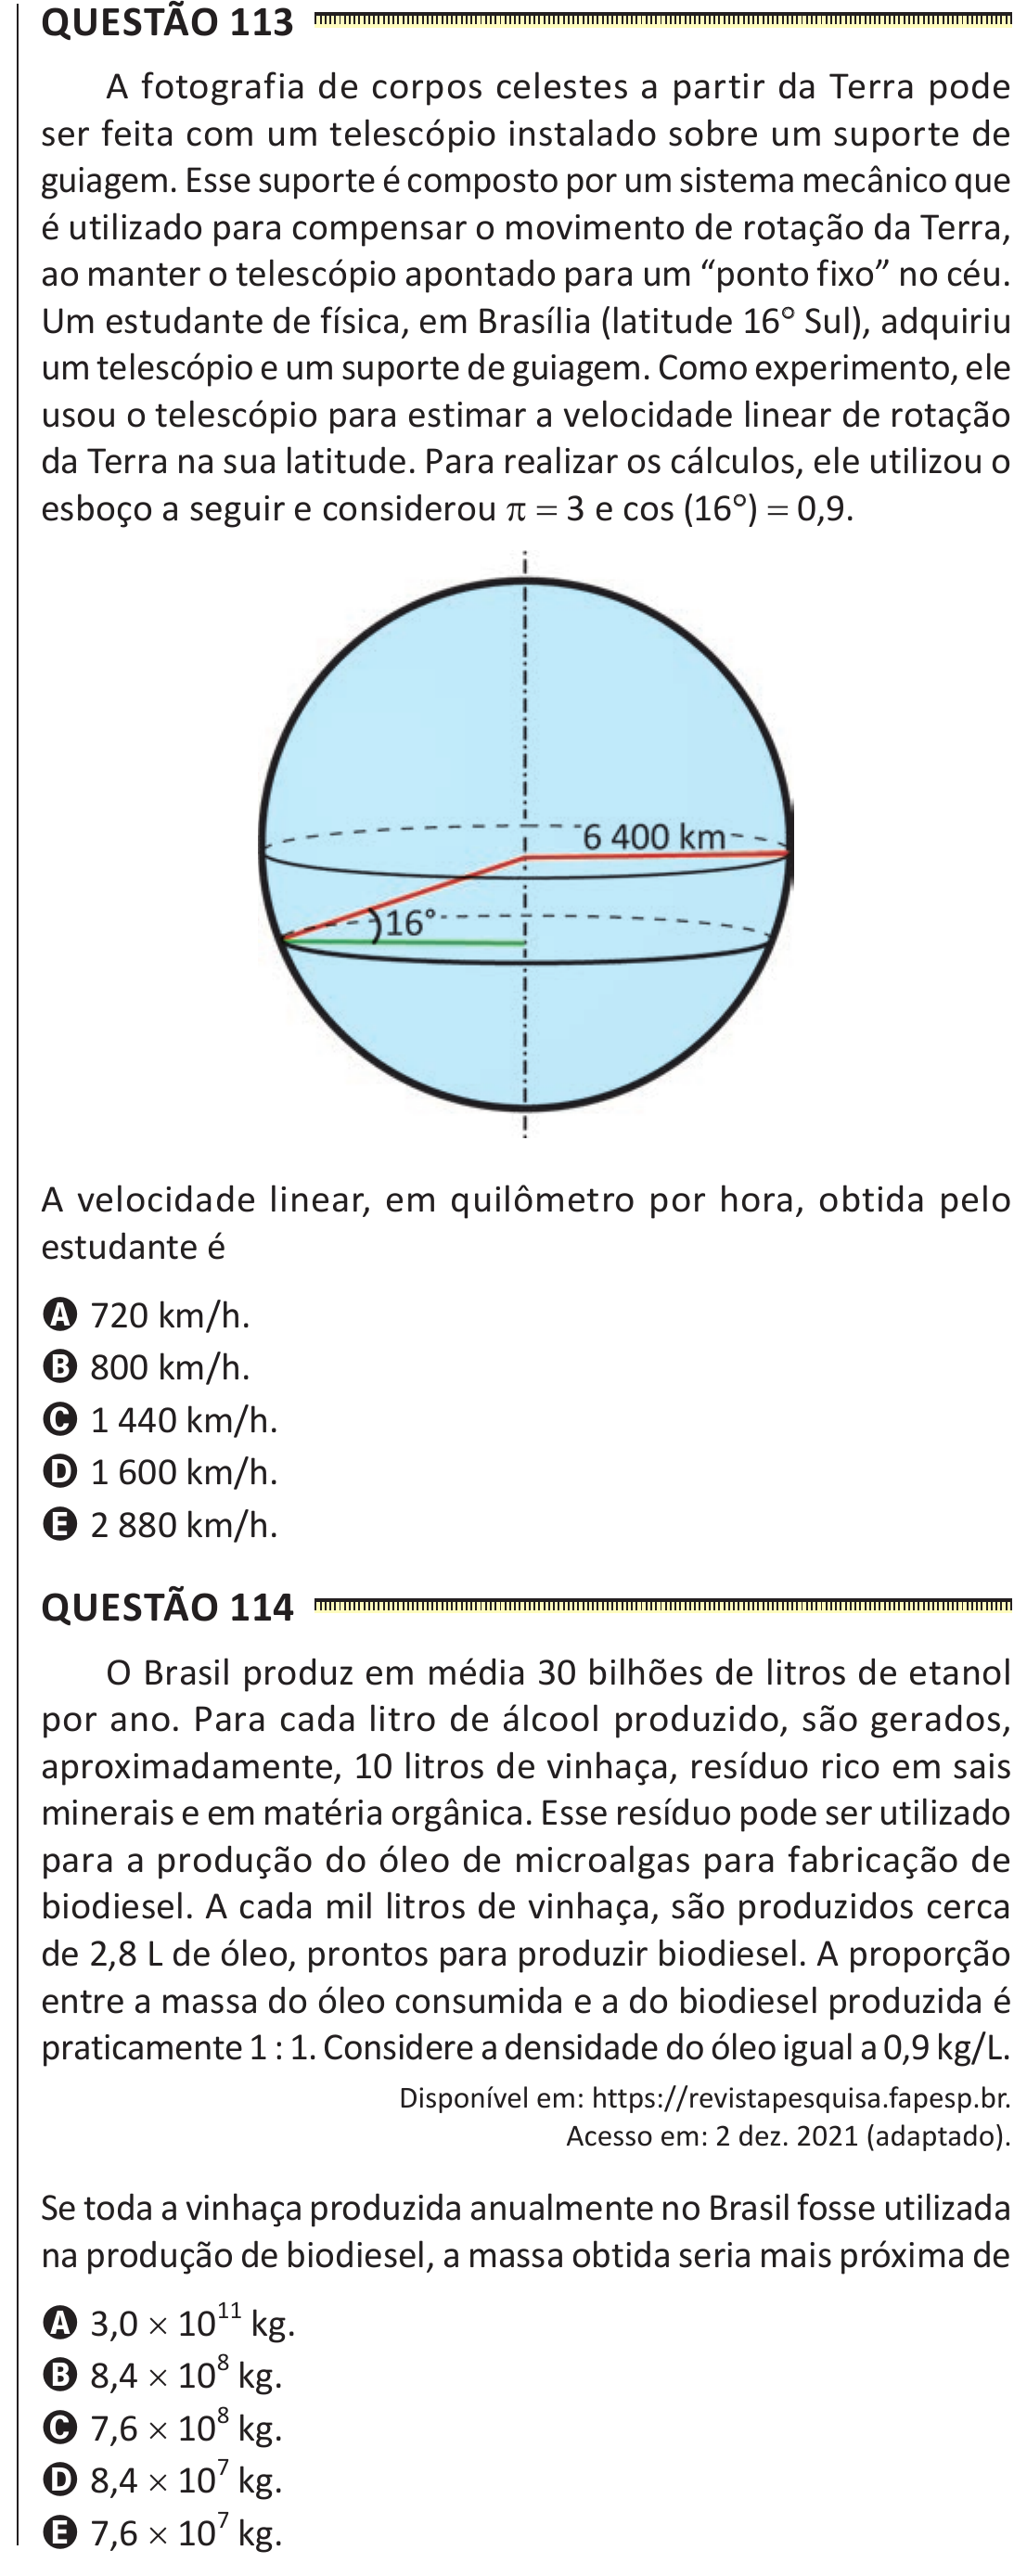 QUESTÃO 113
A fotografia de corpos celestes a partir da Terra pode
ser feita com um telescópio instalado sobre um suporte de
guiagem. Esse suporte é composto por um sistema mecânico que
é utilizado para compensar o movimento de rotação da Terra,
ao manter o telescópio apontado para um “ponto fixo” no céu.
Um estudante de física, em Brasília (latitude 16° Sul), adquiriu
um telescópio e um suporte de guiagem. Como experimento, ele
usou o telescópio para estimar a velocidade linear de rotação
da Terra na sua latitude. Para realizar os cálculos, ele utilizou o
esboço a seguir e considerou π = 3 e cos (16°) = 0,9.
6 400 km
16°
A velocidade linear, em quilômetro por hora, obtida pelo
estudante é
A 720 km/h.
B 800 km/h.
C 1 440 km/h.
D 1 600 km/h.
E 2 880 km/h.
QUESTÃO 114
O Brasil produz em média 30 bilhões de litros de etanol
por ano. Para cada litro de álcool produzido, são gerados,
aproximadamente, 10 litros de vinhaça, resíduo rico em sais
minerais e em matéria orgânica. Esse resíduo pode ser utilizado
para a produção do óleo de microalgas para fabricação de
biodiesel. A cada mil litros de vinhaça, são produzidos cerca
de 2,8 L de óleo, prontos para produzir biodiesel. A proporção
entre a massa do óleo consumida e a do biodiesel produzida é
praticamente 1 : 1. Considere a densidade do óleo igual a 0,9 kg/L.
Disponível em: https://revistapesquisa.fapesp.br.
Acesso em: 2 dez. 2021 (adaptado).
Se toda a vinhaça produzida anualmente no Brasil fosse utilizada
na produção de biodiesel, a massa obtida seria mais próxima de
A 3,0 × 10¹¹ kg.
B 8,4 × 10⁸ kg.
C 7,6 × 10⁸ kg.
D 8,4 × 10⁷ kg.
E 7,6 × 10⁷ kg.